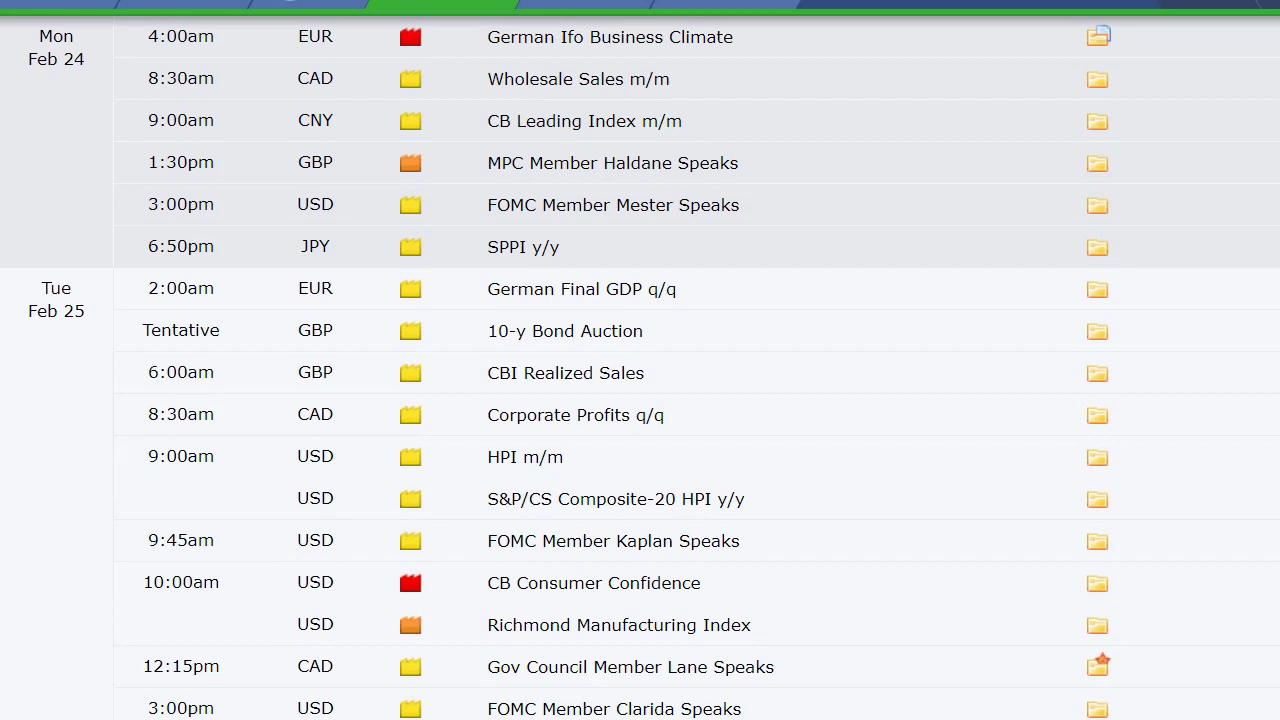 Mon
Feb 24
4:00am EUR German Ifo Business Climate
8:30am CAD Wholesale Sales m/m
9:00am CNY CB Leading Index m/m
1:30pm GBP MPC Member Haldane Speaks
3:00pm USD FOMC Member Mester Speaks
6:50pm JPY SPPI y/y
Tue
Feb 25
2:00am EUR German Final GDP q/q
Tentative GBP 10-y Bond Auction
6:00am GBP CBI Realized Sales
8:30am CAD Corporate Profits q/q
9:00am USD HPI m/m
USD S&P/CS Composite-20 HPI y/y
9:45am USD FOMC Member Kaplan Speaks
10:00am USD CB Consumer Confidence
USD Richmond Manufacturing Index
12:15pm CAD Gov Council Member Lane Speaks
3:00pm USD FOMC Member Clarida Speaks